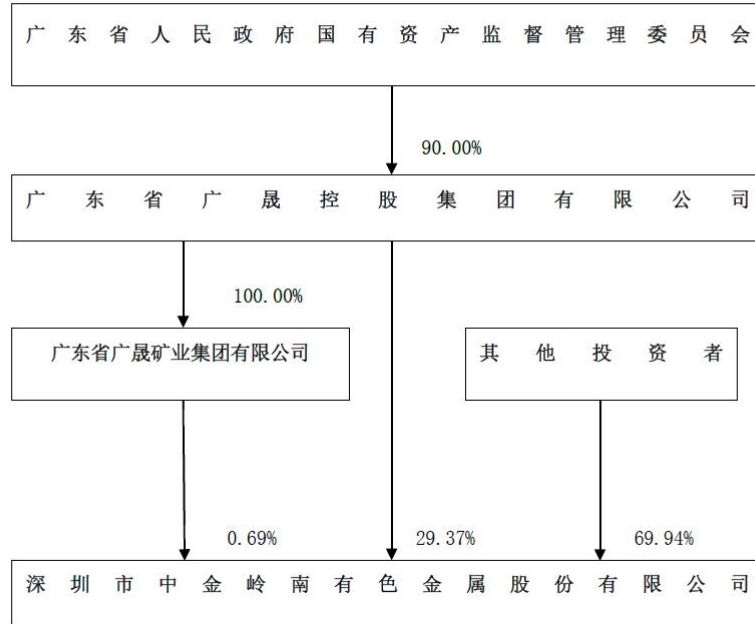 广东省人民政府国有资产监督管理委员会
90.00%
广东省广晟控股集团有限公司
100.00%
广东省广晟矿业集团有限公司
其他投资者
0.69%
29.37%
69.94%
深圳市中金岭南有色金属股份有限公司